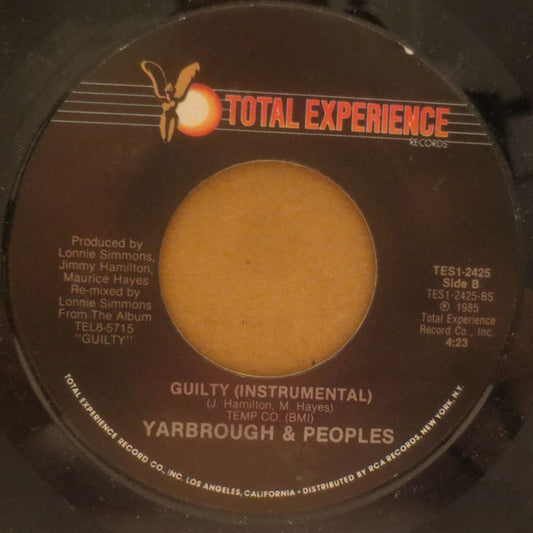 TOTAL EXPERIENCE
RECORDS
Produced by
Lonnie Simmons,
Jimmy Hamilton,
Maurice Hayes
Re-mixed by
Lonnie Simmons
From The Album
TEL8-5715
"GUILTY"
TES1-2425
Side B
TES1-2425-BS
℗ 1985
Total Experience
Record Co., Inc.
4:23
GUILTY (INSTRUMENTAL)
(J. Hamilton, M. Hayes)
TEMP CO. (BMI)
YARBROUGH & PEOPLES
TOTAL EXPERIENCE RECORD CO., INC. LOS ANGELES, CALIFORNIA • DISTRIBUTED BY RCA RECORDS, NEW YORK, N.Y.